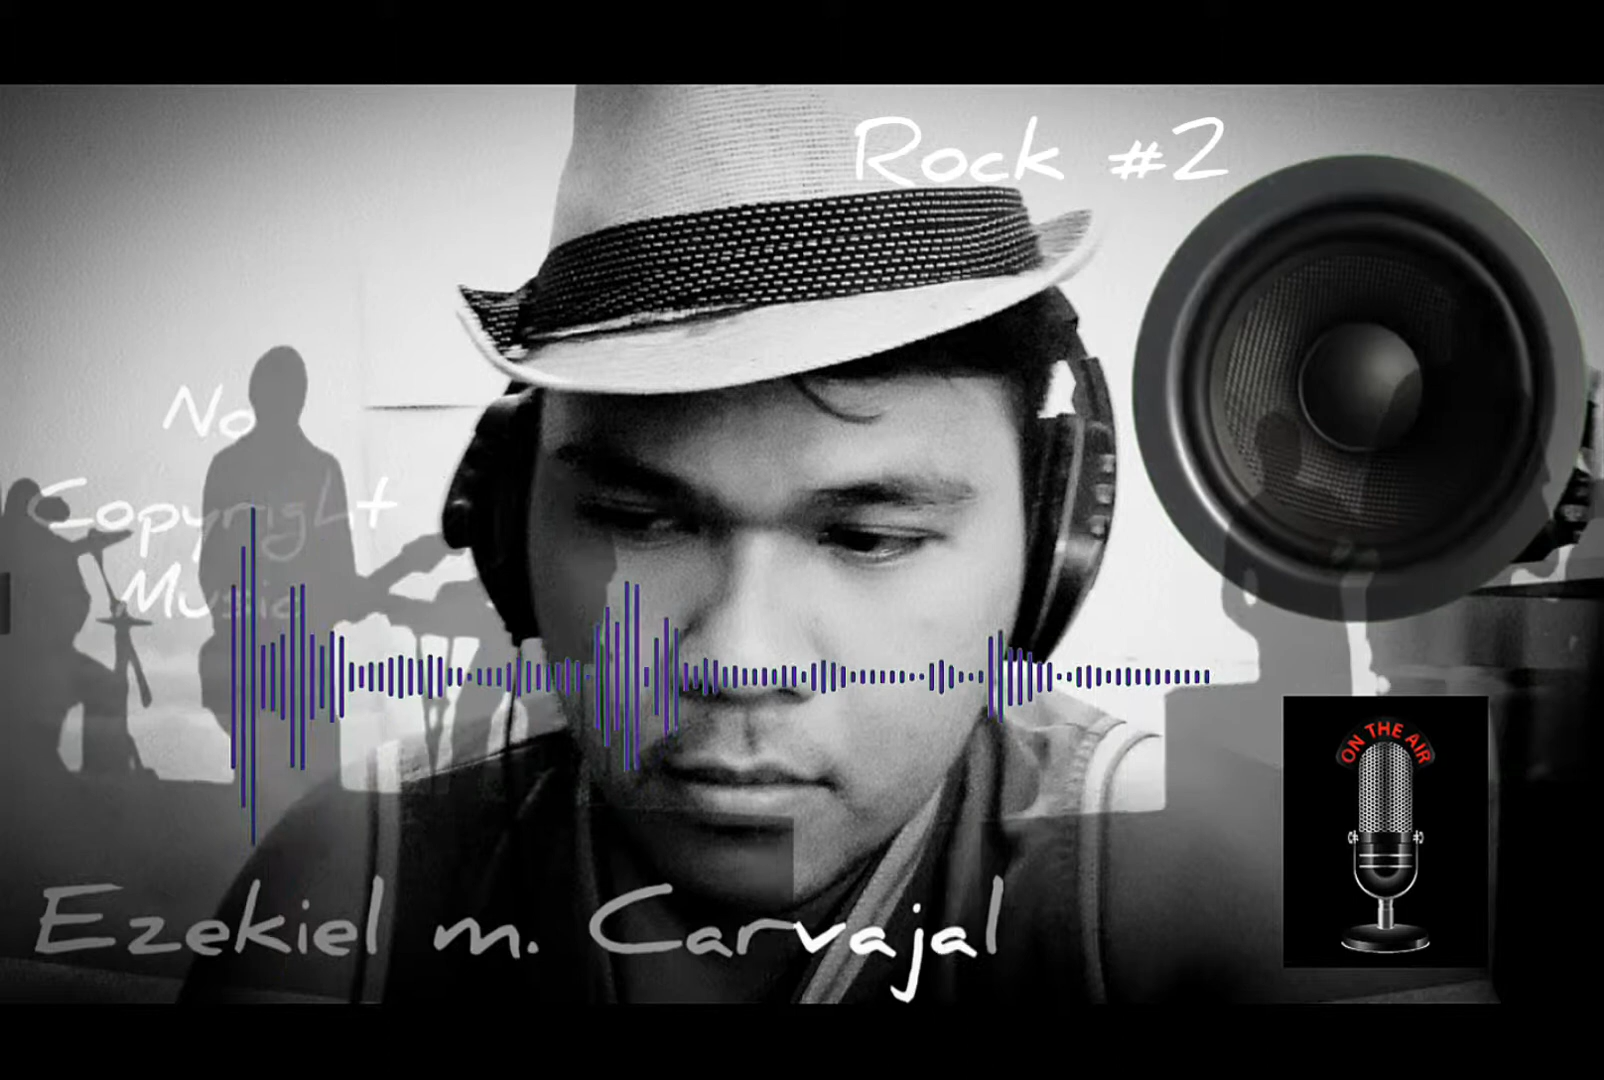 Rock #2
No
Copyright
Music
ON THE AIR
Ezekiel m. Carvajal